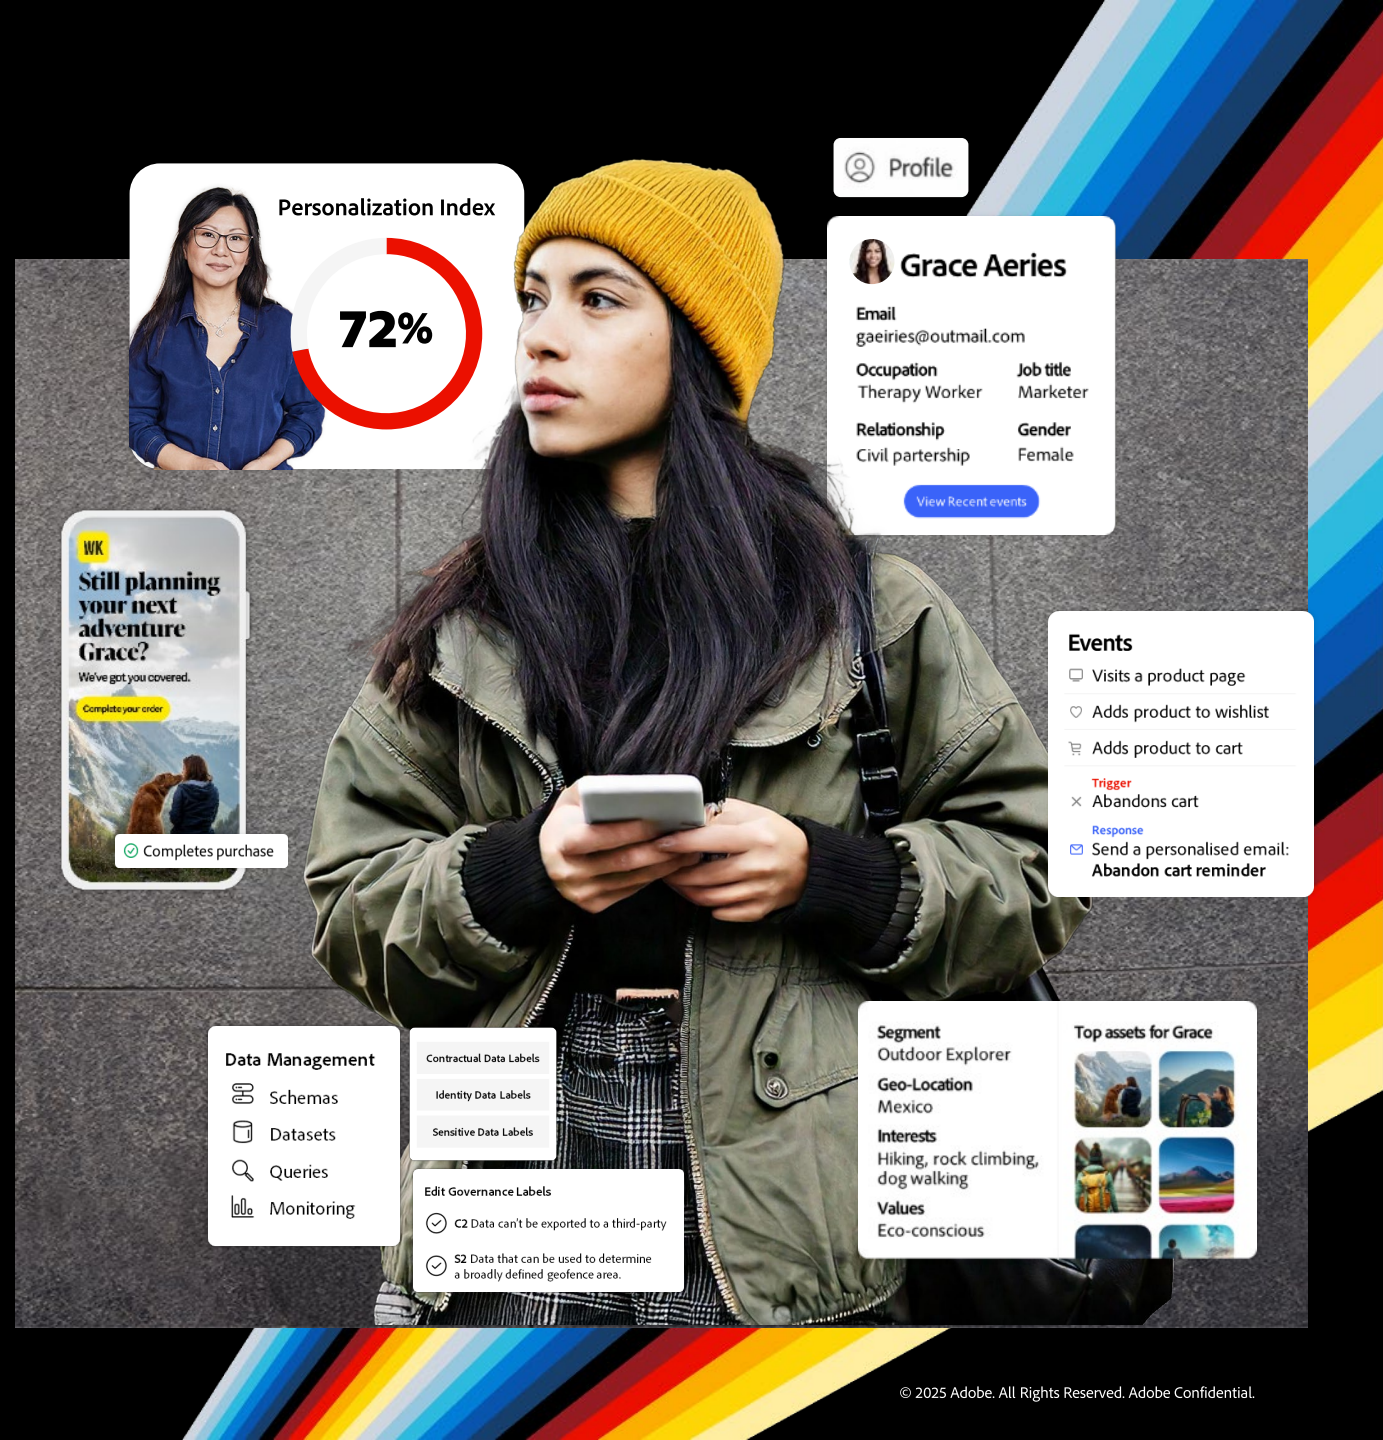 Profile
Personalization Index
72%
Grace Aeries
Email
gaeiries@outmail.com
Occupation
Job title
Therapy Worker
Marketer
Relationship
Gender
Civil partership
Female
View Recent events
WK
Still planning
your next
adventure
Grace?
We've got you covered.
Complete your order
Completes purchase
Events
Visits a product page
Adds product to wishlist
Adds product to cart
Trigger
Abandons cart
Response
Send a personalised email:
Abandon cart reminder
Data Management
Schemas
Datasets
Queries
Monitoring
Contractual Data Labels
Identity Data Labels
Sensitive Data Labels
Edit Governance Labels
C2 Data can't be exported to a third-party
S2 Data that can be used to determine
a broadly defined geofence area.
Segment
Outdoor Explorer
Geo-Location
Mexico
Interests
Hiking, rock climbing,
dog walking
Values
Eco-conscious
Top assets for Grace
© 2025 Adobe. All Rights Reserved. Adobe Confidential.